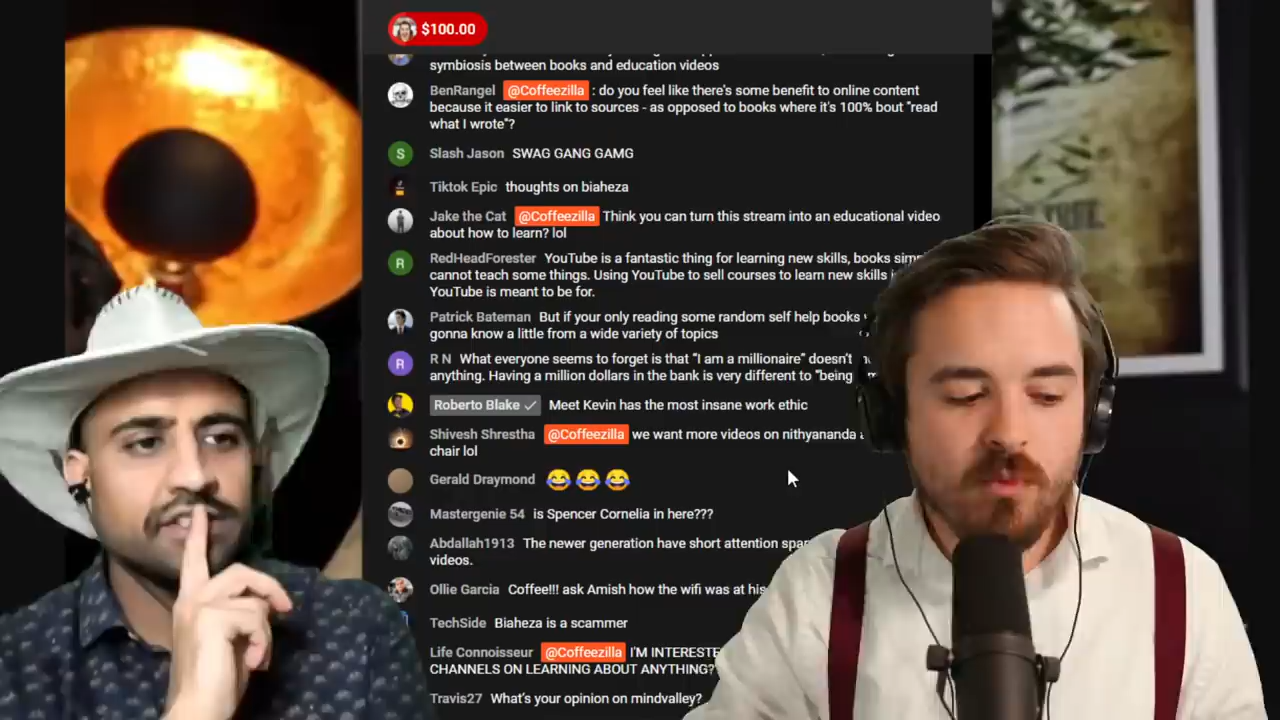 $100.00
symbiosis between books and education videos
BenRangel @Coffeezilla : do you feel like there's some benefit to online content
because it easier to link to sources - as opposed to books where it's 100% bout "read
what I wrote"?
S Slash Jason SWAG GANG GAMG
Tiktok Epic thoughts on biaheza
Jake the Cat @Coffeezilla Think you can turn this stream into an educational video
about how to learn? lol
R RedHeadForester YouTube is a fantastic thing for learning new skills, books
cannot teach some things. Using YouTube to sell courses to learn new skills
YouTube is meant to be for.
Patrick Bateman But if your only reading some random self help books
gonna know a little from a wide variety of topics
R R N What everyone seems to forget is that "I am a millionaire" doesn't
anything. Having a million dollars in the bank is very different to "being
Roberto Blake Meet Kevin has the most insane work ethic
Shivesh Shrestha @Coffeezilla we want more videos on nithyananda
chair lol
Gerald Draymond 😂 😂 😂
Mastergenie 54 is Spencer Cornelia in here???
Abdallah1913 The newer generation have short attention
videos.
Ollie Garcia Coffee!!! ask Amish how the wifi was at his
TechSide Biaheza is a scammer
Life Connoisseur @Coffeezilla I'M
CHANNELS ON LEARNING ABOUT ANYTHING?
Travis27 What's your opinion on mindvalley?